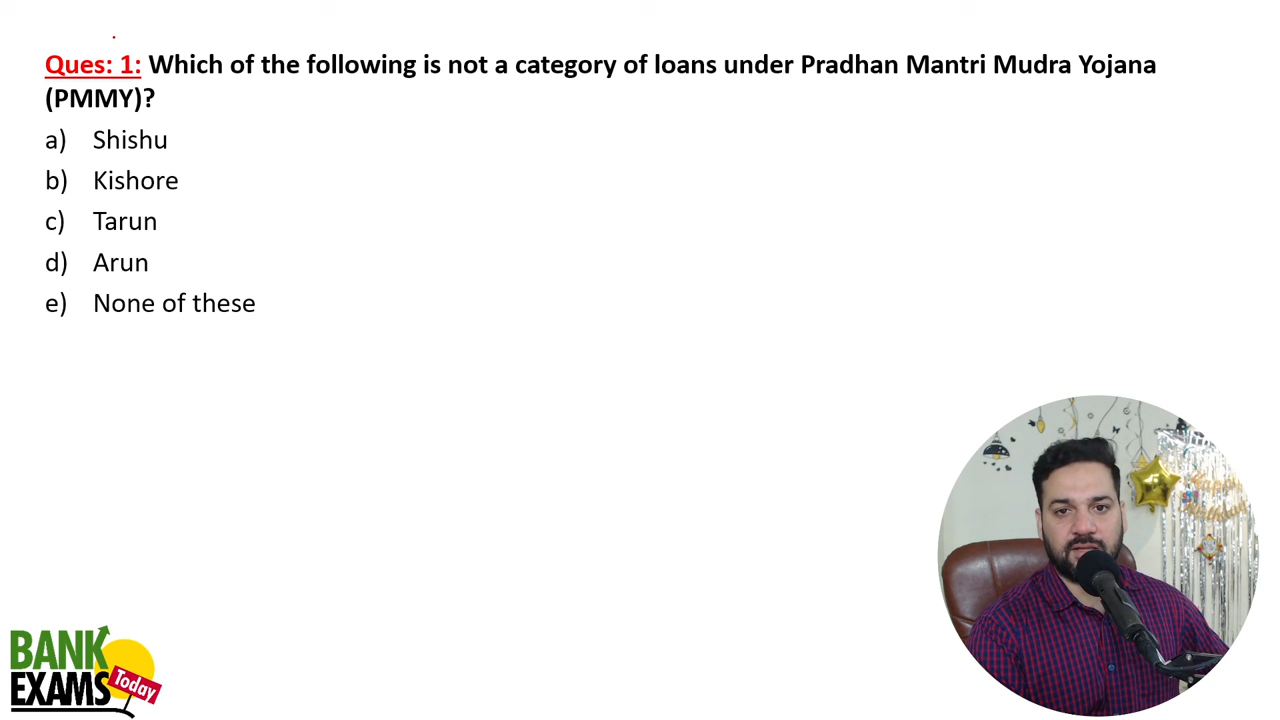 Ques: 1: Which of the following is not a category of loans under Pradhan Mantri Mudra Yojana
(PMMY)?
a) Shishu
b) Kishore
c) Tarun
d) Arun
e) None of these
BANK
EXAMS Today